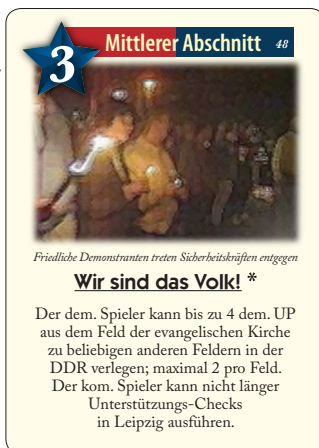 3
Mittlerer Abschnitt 48
Friedliche Demonstranten treten Sicherheitskräften entgegen
Wir sind das Volk! *
Der dem. Spieler kann bis zu 4 dem. UP
aus dem Feld der evangelischen Kirche
zu beliebigen anderen Feldern in der
DDR verlegen; maximal 2 pro Feld.
Der kom. Spieler kann nicht länger
Unterstützungs-Checks
in Leipzig ausführen.